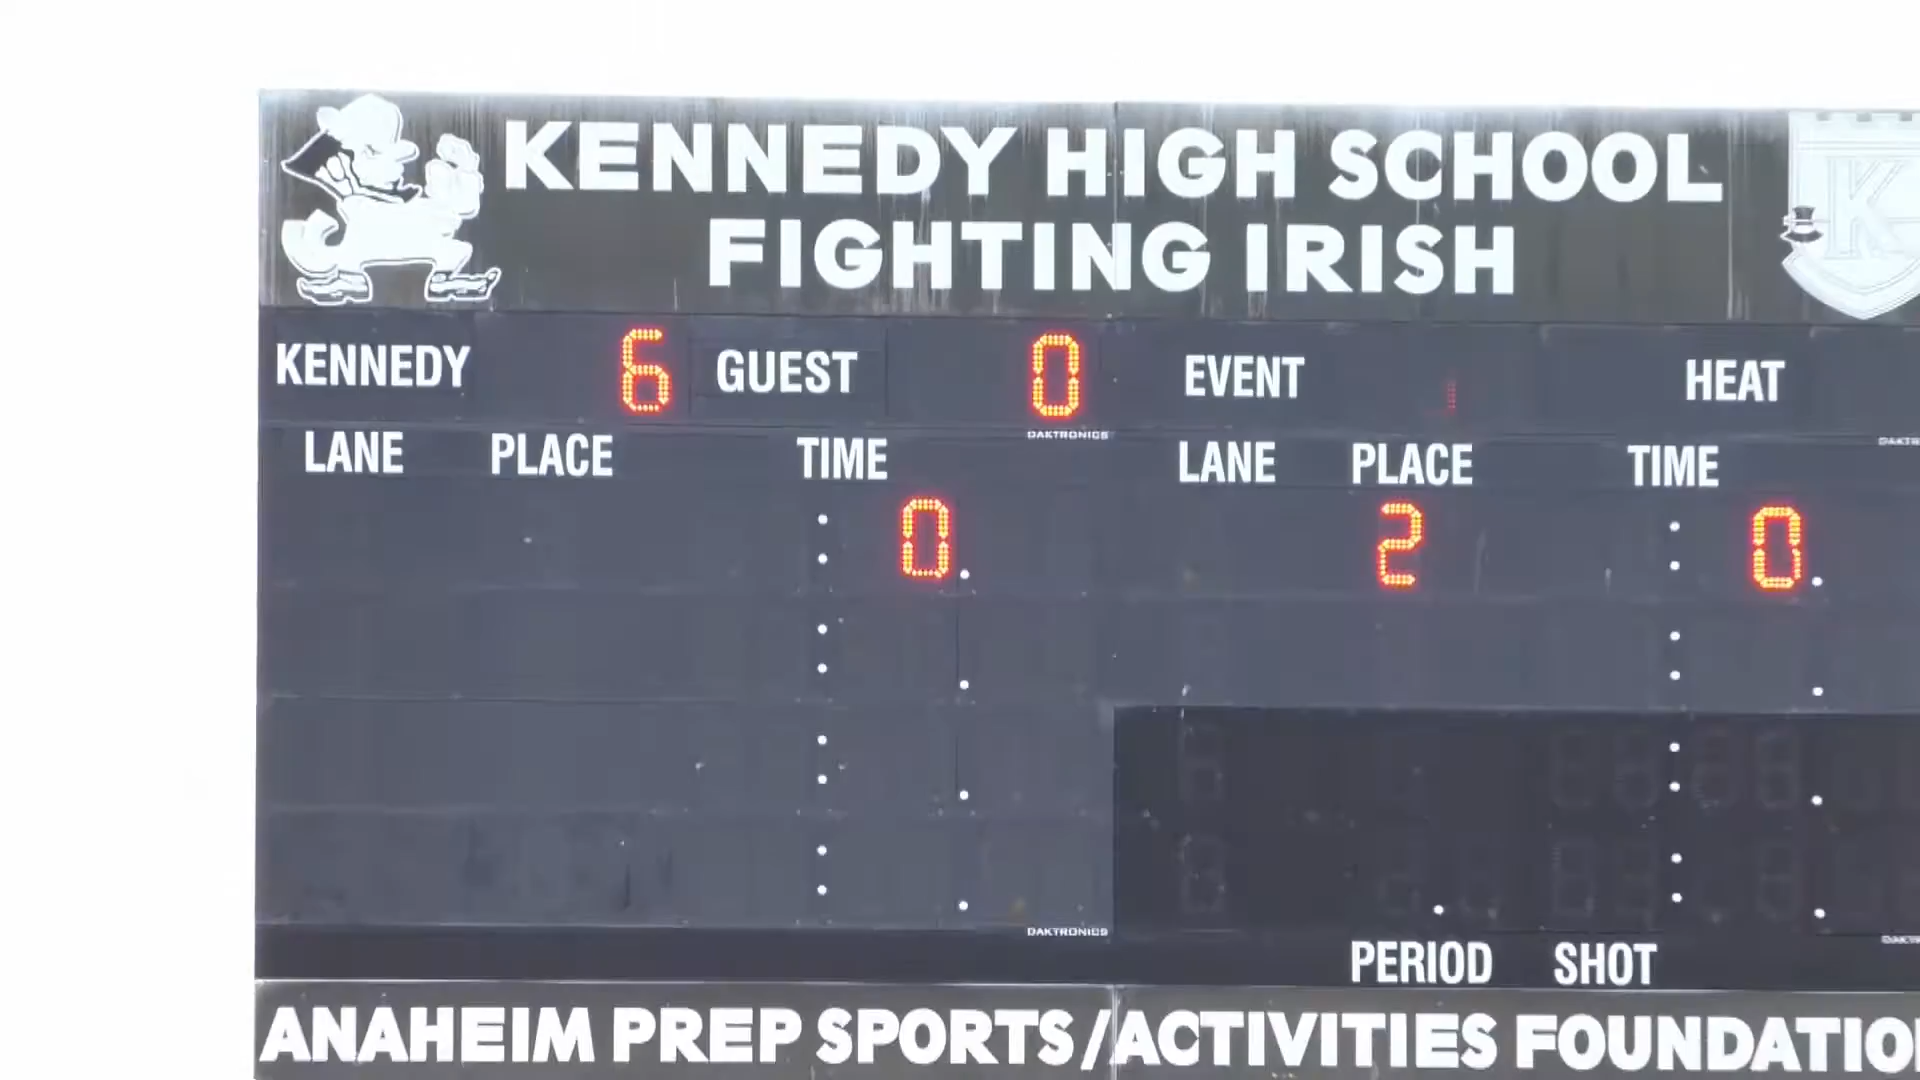 KENNEDY HIGH SCHOOL
FIGHTING IRISH
K
KENNEDY 6 GUEST 0 EVENT HEAT
DAKTRONICS
LANE PLACE TIME LANE PLACE TIME
0 2 0
DAKTRONICS
PERIOD SHOT
ANAHEIM PREP SPORTS/ACTIVITIES